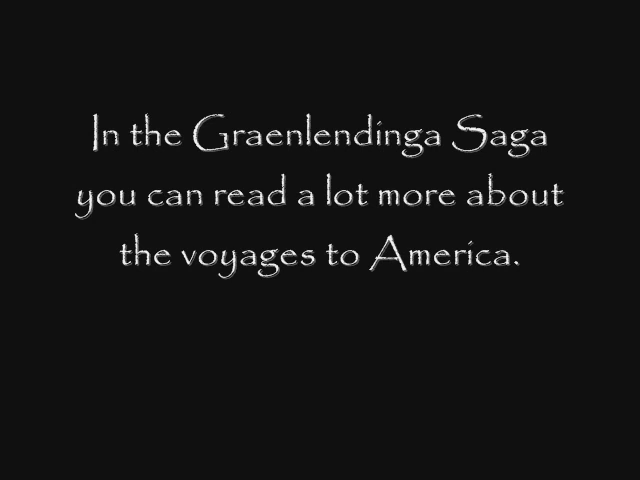 In the Graenlendinga Saga
you can read a lot more about
the voyages to America.